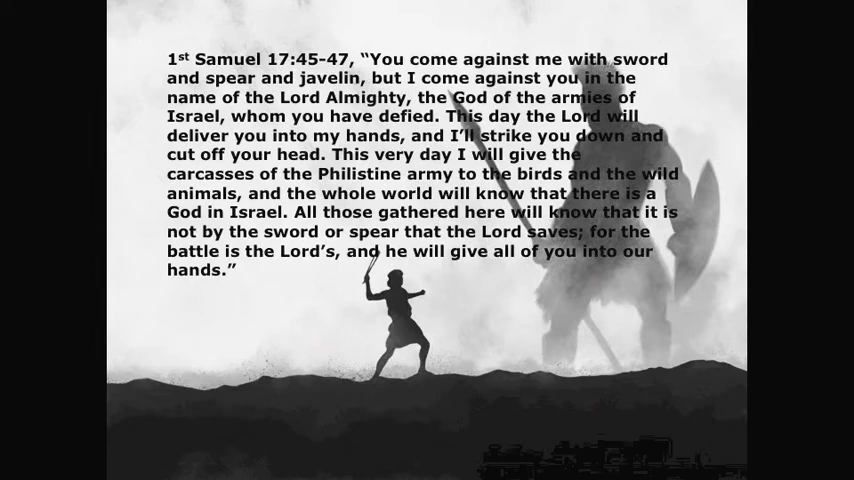 1st Samuel 17:45-47, “You come against me with sword
and spear and javelin, but I come against you in the
name of the Lord Almighty, the God of the armies of
Israel, whom you have defied. This day the Lord will
deliver you into my hands, and I’ll strike you down and
cut off your head. This very day I will give the
carcasses of the Philistine army to the birds and the wild
animals, and the whole world will know that there is a
God in Israel. All those gathered here will know that it is
not by the sword or spear that the Lord saves; for the
battle is the Lord’s, and he will give all of you into our
hands.”